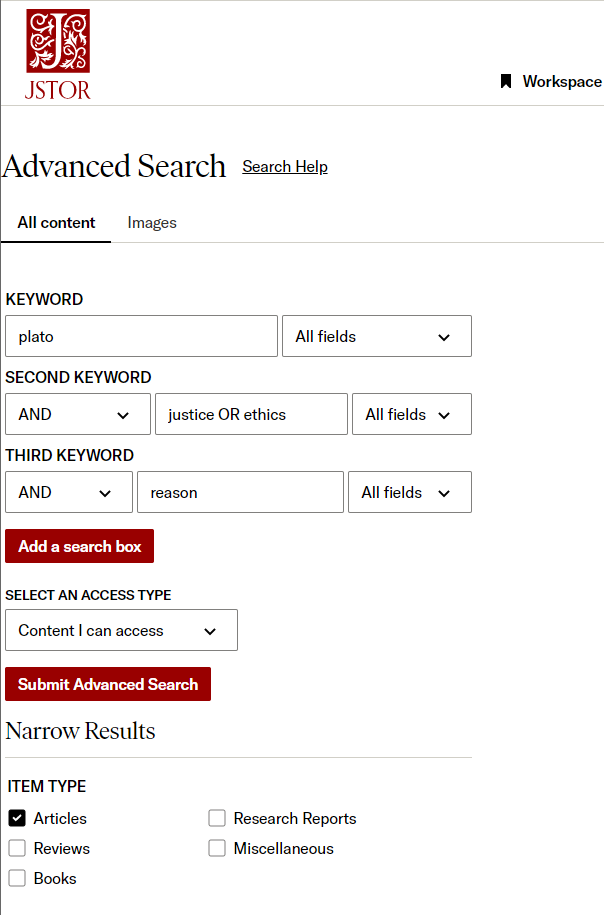 J
JSTOR
Workspace
Advanced Search Search Help
All content Images
KEYWORD
plato All fields
SECOND KEYWORD
AND justice OR ethics All fields
THIRD KEYWORD
AND reason All fields
Add a search box
SELECT AN ACCESS TYPE
Content I can access
Submit Advanced Search
Narrow Results
ITEM TYPE
Articles Research Reports
Reviews Miscellaneous
Books